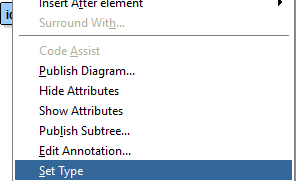 Insert After element
Surround With...
Code Assist
Publish Diagram...
Hide Attributes
Show Attributes
Publish Subtree...
Edit Annotation...
Set Type